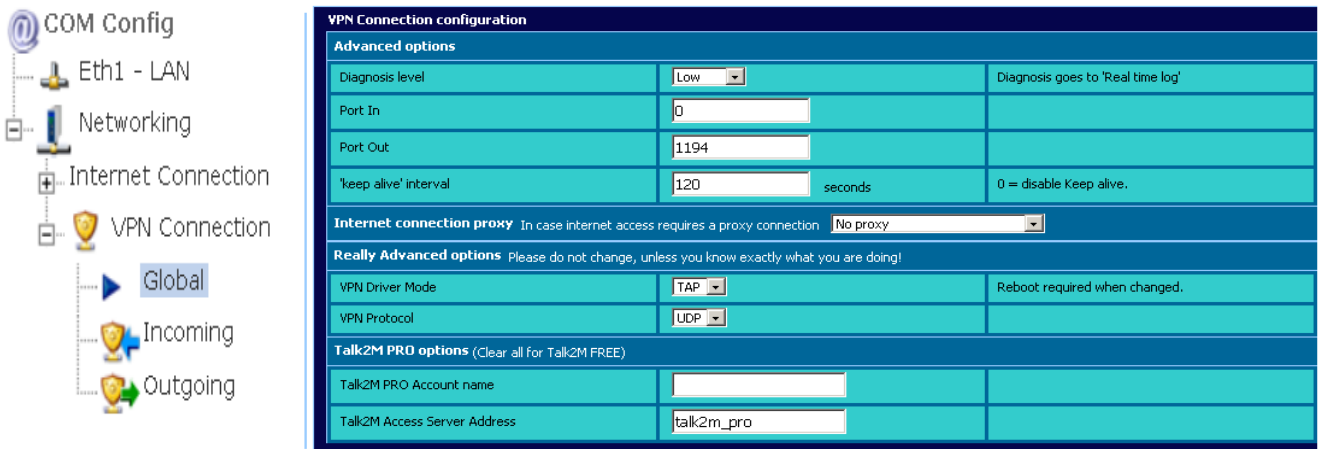 COM Config
Eth1 - LAN
Networking
Internet Connection
VPN Connection
Global
Incoming
Outgoing
VPN Connection configuration
Advanced options
Diagnosis level Low Diagnosis goes to 'Real time log'
Port In 0
Port Out 1194
'keep alive' interval 120 seconds 0 = disable Keep alive.
Internet connection proxy In case internet access requires a proxy connection No proxy
Really Advanced options Please do not change, unless you know exactly what you are doing!
VPN Driver Mode TAP Reboot required when changed.
VPN Protocol UDP
Talk2M PRO options (Clear all for Talk2M FREE)
Talk2M PRO Account name
Talk2M Access Server Address talk2m_pro